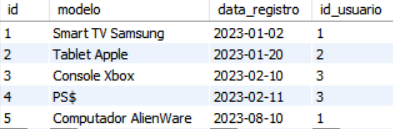 id modelo data_registro id_usuario
1 Smart TV Samsung 2023-01-02 1
2 Tablet Apple 2023-01-20 2
3 Console Xbox 2023-02-10 3
4 PS$ 2023-02-11 3
5 Computador AlienWare 2023-08-10 1